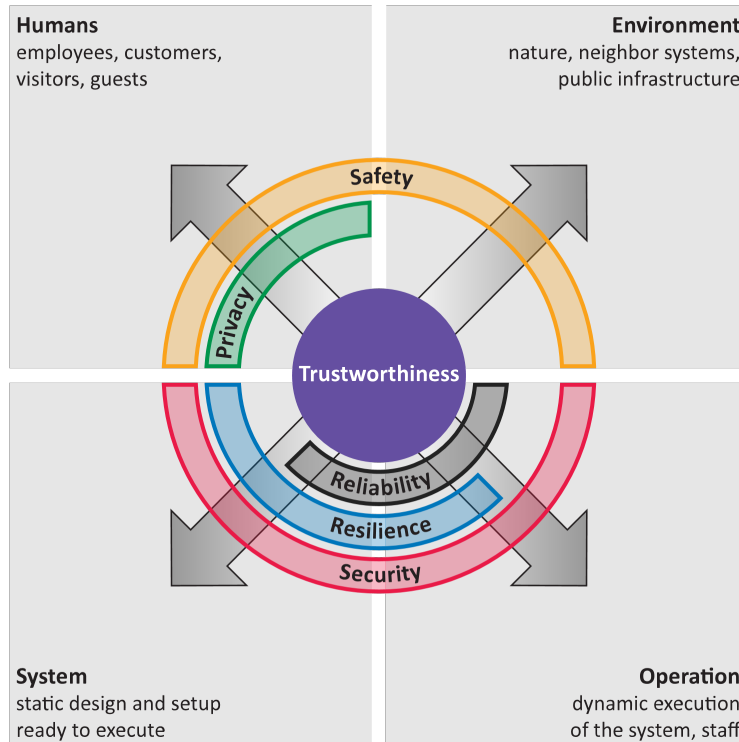 Humans
employees, customers,
visitors, guests
Environment
nature, neighbor systems,
public infrastructure
Safety
Privacy
Trustworthiness
Reliability
Resilience
Security
System
static design and setup
ready to execute
Operation
dynamic execution
of the system, staff